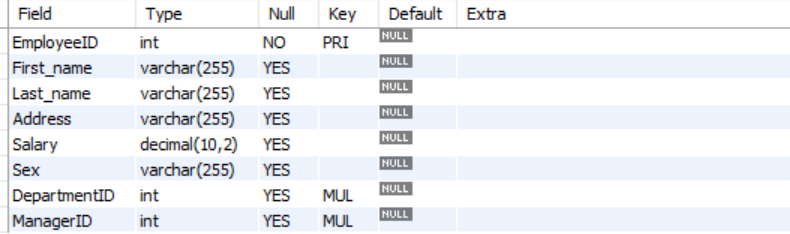 Field Type Null Key Default Extra
EmployeeID int NO PRI NULL
First_name varchar(255) YES NULL
Last_name varchar(255) YES NULL
Address varchar(255) YES NULL
Salary decimal(10,2) YES NULL
Sex varchar(255) YES NULL
DepartmentID int YES MUL NULL
ManagerID int YES MUL NULL